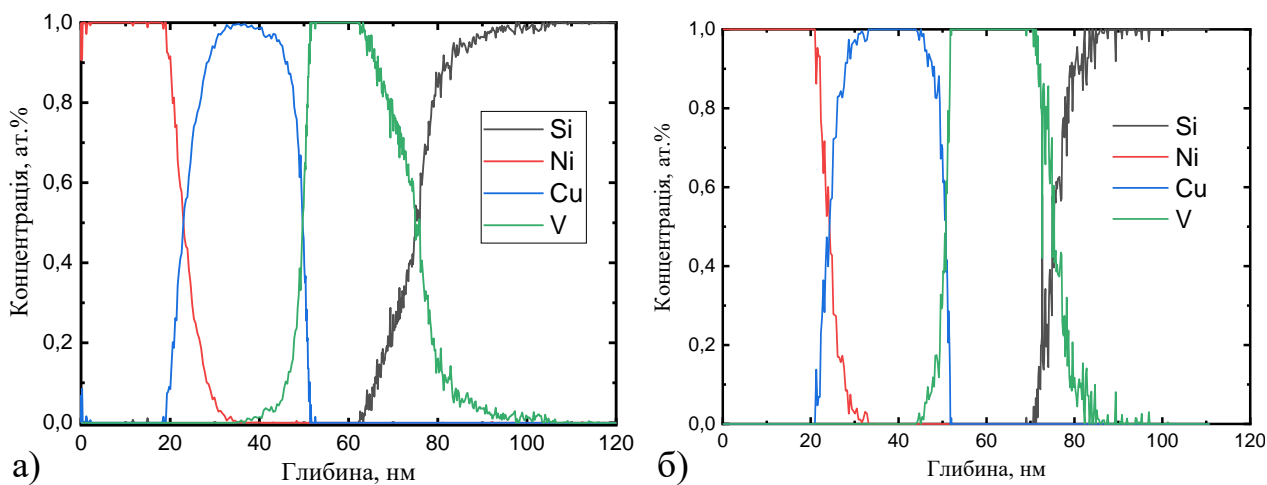 1,0
0,8
0,6
0,4
0,2
0,0
Концентрація, ат.%
0
20
40
60
80
100
120
Глибина, нм
Si
Ni
Cu
V
а)
1,0
0,8
0,6
0,4
0,2
0,0
Концентрація, ат.%
0
20
40
60
80
100
120
Глибина, нм
Si
Ni
Cu
V
б)